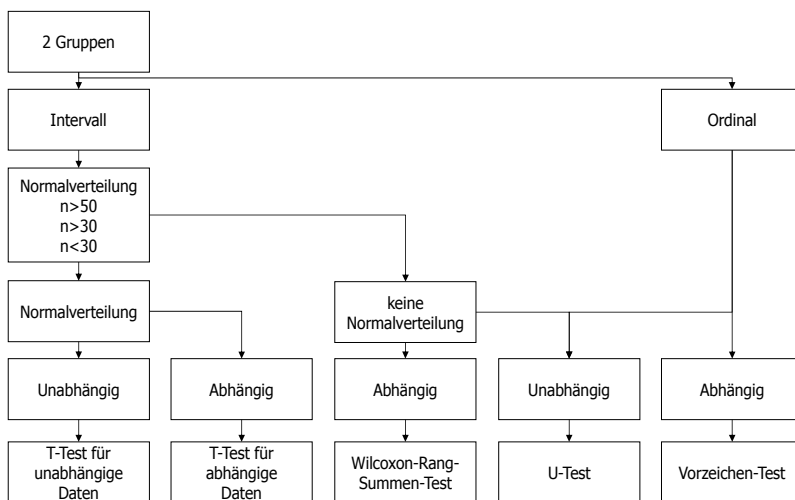 2 Gruppen
Intervall
Ordinal
Normalverteilung
n>50
n>30
n<30
Normalverteilung
keine
Normalverteilung
Unabhängig
Abhängig
Abhängig
Unabhängig
Abhängig
T-Test für
unabhängige
Daten
T-Test für
abhängige
Daten
Wilcoxon-Rang-
Summen-Test
U-Test
Vorzeichen-Test